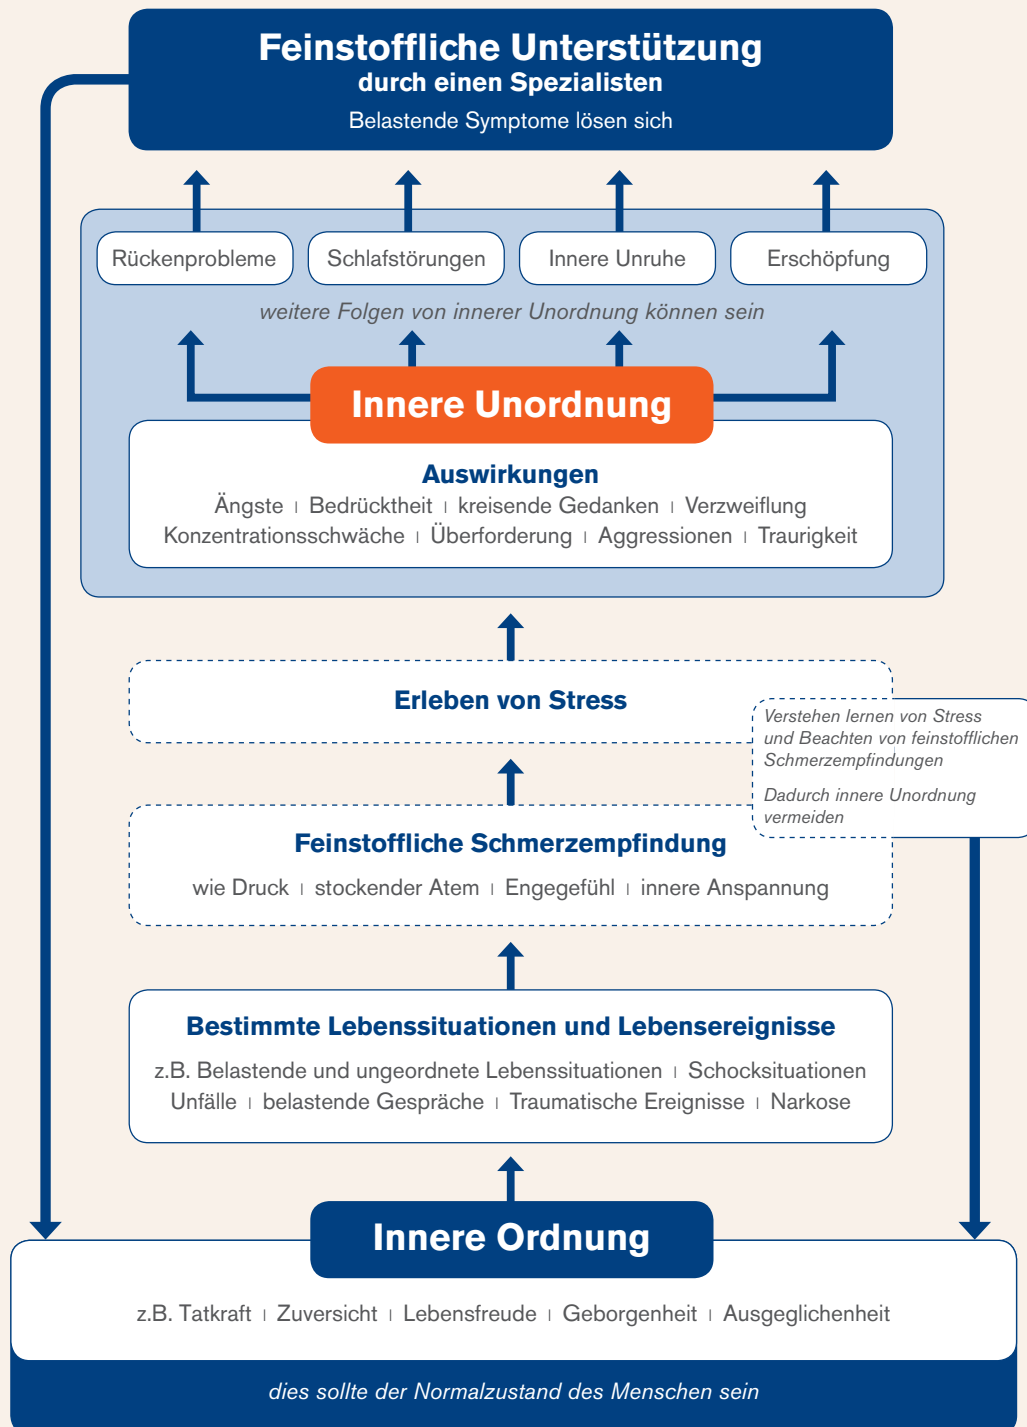 Feinstoffliche Unterstützung
durch einen Spezialisten
Belastende Symptome lösen sich
Rückenprobleme
Schlafstörungen
Innere Unruhe
Erschöpfung
weitere Folgen von innerer Unordnung können sein
Innere Unordnung
Auswirkungen
Ängste | Bedrücktheit | kreisende Gedanken | Verzweiflung
Konzentrationsschwäche | Überforderung | Aggressionen | Traurigkeit
Erleben von Stress
Verstehen lernen von Stress
und Beachten von feinstofflichen
Schmerzempfindungen
Dadurch innere Unordnung
vermeiden
Feinstoffliche Schmerzempfindung
wie Druck | stockender Atem | Engegefühl | innere Anspannung
Bestimmte Lebenssituationen und Lebensereignisse
z.B. Belastende und ungeordnete Lebenssituationen | Schocksituationen
Unfälle | belastende Gespräche | Traumatische Ereignisse | Narkose
Innere Ordnung
z.B. Tatkraft | Zuversicht | Lebensfreude | Geborgenheit | Ausgeglichenheit
dies sollte der Normalzustand des Menschen sein